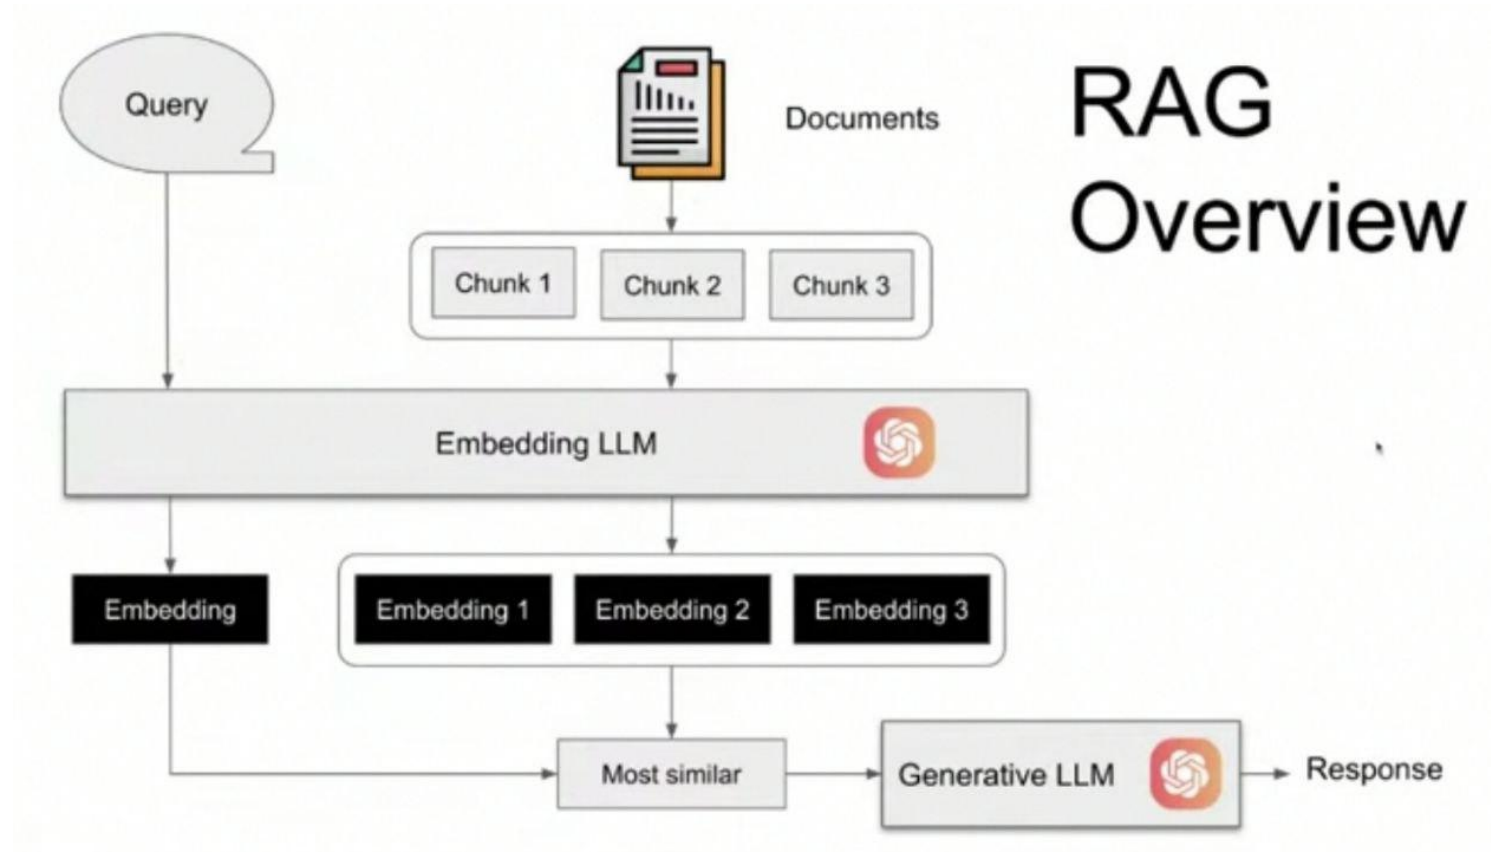 Query
Documents
RAG
Overview
Chunk 1
Chunk 2
Chunk 3
Embedding LLM
Embedding
Embedding 1
Embedding 2
Embedding 3
Most similar
Generative LLM
Response